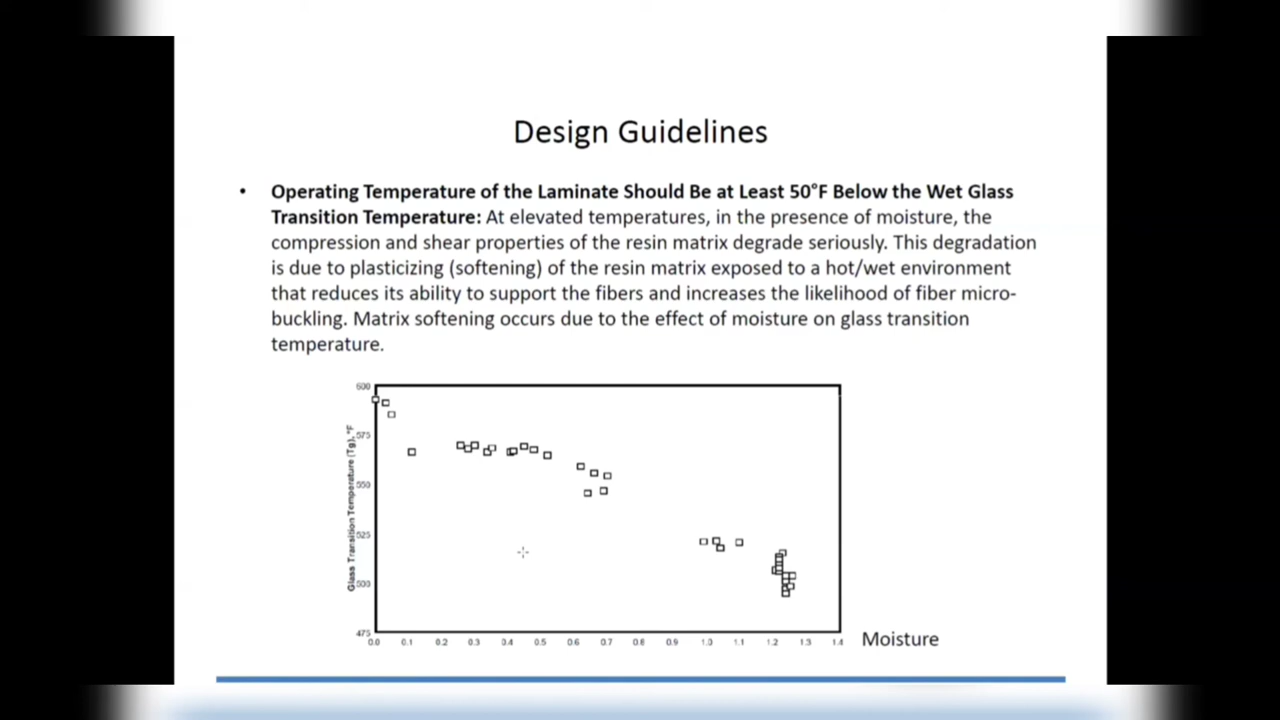 Design Guidelines
• Operating Temperature of the Laminate Should Be at Least 50°F Below the Wet Glass
Transition Temperature: At elevated temperatures, in the presence of moisture, the
compression and shear properties of the resin matrix degrade seriously. This degradation
is due to plasticizing (softening) of the resin matrix exposed to a hot/wet environment
that reduces its ability to support the fibers and increases the likelihood of fiber micro-
buckling. Matrix softening occurs due to the effect of moisture on glass transition
temperature.
Glass Transition Temperature (Tg), °F
600
575
550
525
500
475
0.0 0.1 0.2 0.3 0.4 0.5 0.6 0.7 0.8 0.9 1.0 1.1 1.2 1.3 1.4
Moisture